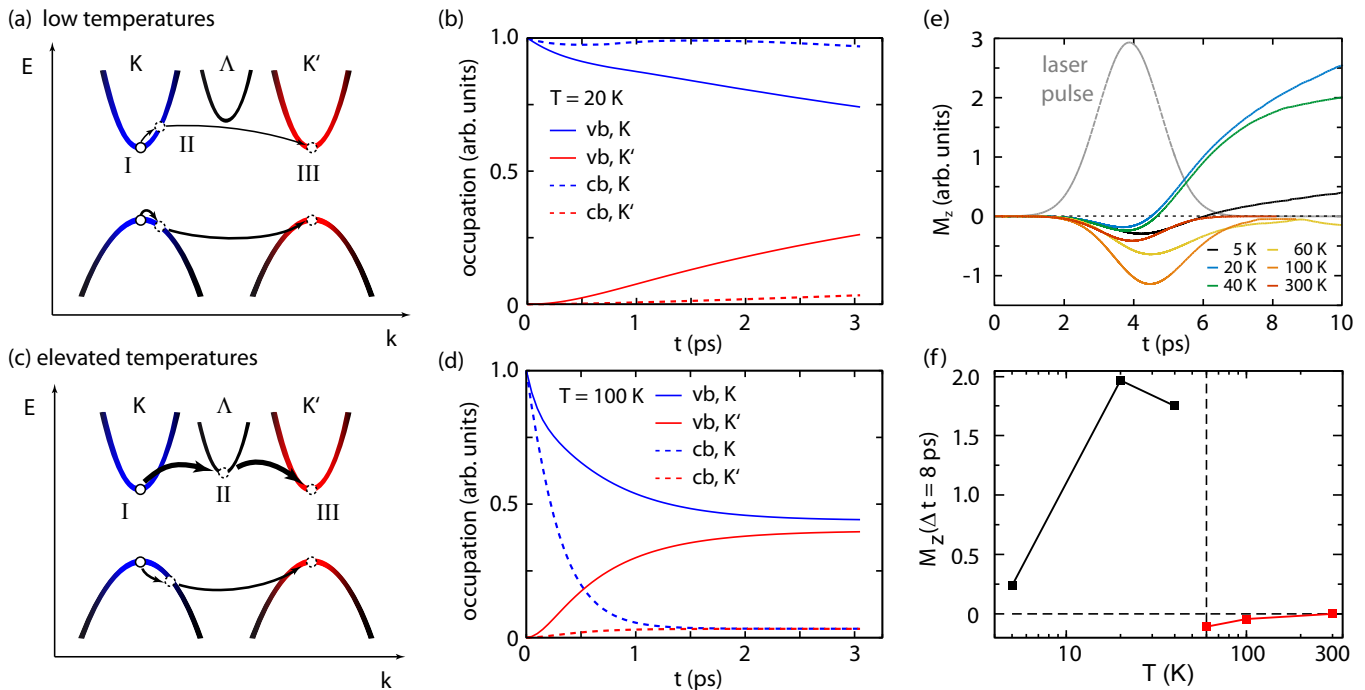 (a) low temperatures
E
K Λ K'
I II III
k
(b)
occupation (arb. units)
1.0
0.5
0
T = 20 K
vb, K
vb, K'
cb, K
cb, K'
0 1 2 3
t (ps)
(c) elevated temperatures
E
K Λ K'
I II III
k
(d)
occupation (arb. units)
1.0
0.5
0
T = 100 K
vb, K
vb, K'
cb, K
cb, K'
0 1 2 3
t (ps)
(e)
M_z (arb. units)
3
2
1
0
-1
laser
pulse
5 K 60 K
20 K 100 K
40 K 300 K
0 2 4 6 8 10
t (ps)
(f)
M_z(Δt = 8 ps)
2.0
1.5
1.0
0.5
0
10 100 300
T (K)